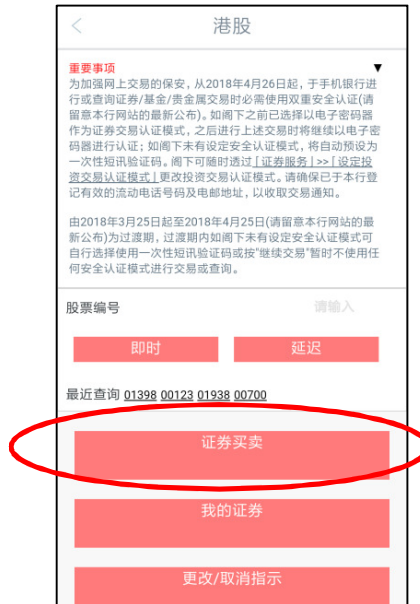 港股
重要事项
为加强网上交易的保安，从2018年4月26日起，于手机银行进
行或查询证券/基金/贵金属交易时必需使用双重安全认证(请
留意本行网站的最新公布)。如阁下之前已选择以电子密码器
作为证券交易认证模式，之后进行上述交易时将继续以电子密
码器进行认证；如阁下未有设定安全认证模式，将自动预设为
一次性短讯验证码。阁下可随时透过[证券服务]>>[设定投
资交易认证模式]更改投资交易认证模式。请确保已于本行登
记有效的流动电话号码及电邮地址，以收取交易通知。
由2018年3月25日起至2018年4月25日(请留意本行网站的最
新公布)为过渡期，过渡期内如阁下未有设定安全认证模式可
自行选择使用一次性短讯验证码或按"继续交易"暂时不使用任
何安全认证模式进行交易或查询。
股票编号 请输入
即时 延迟
最近查询 01398 00123 01938 00700
证券买卖
我的证券
更改/取消指示